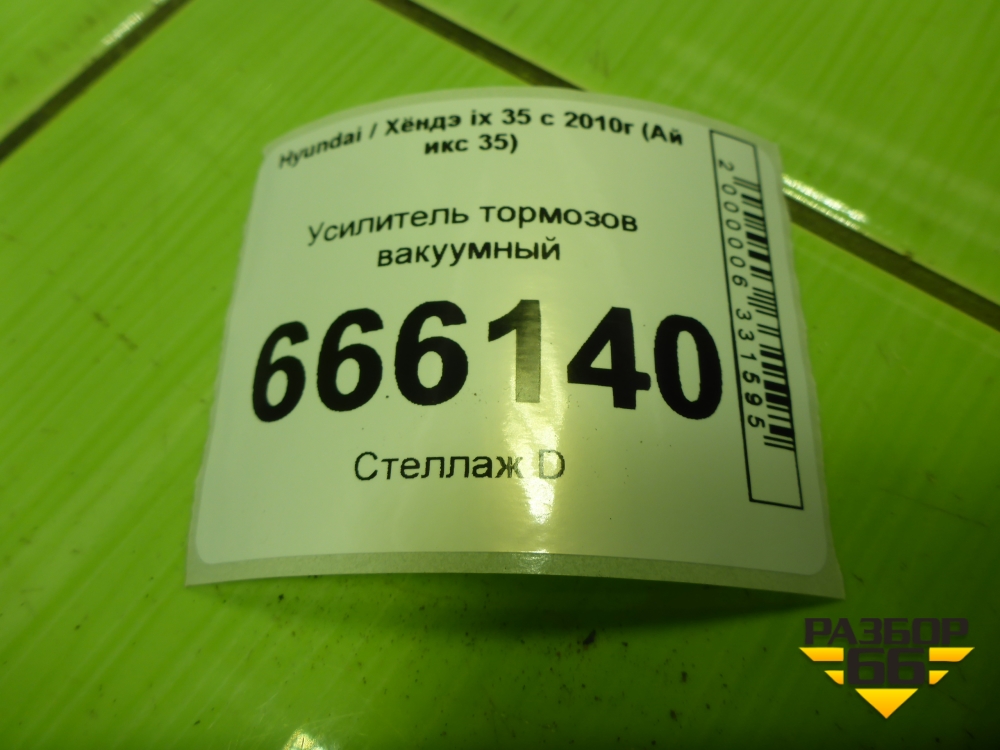 Hyundai / Хёндэ ix 35 с 2010г (Ай
икс 35)
Усилитель тормозов
вакуумный
666140
Стеллаж D
2000006331595
РАЗБОР
66